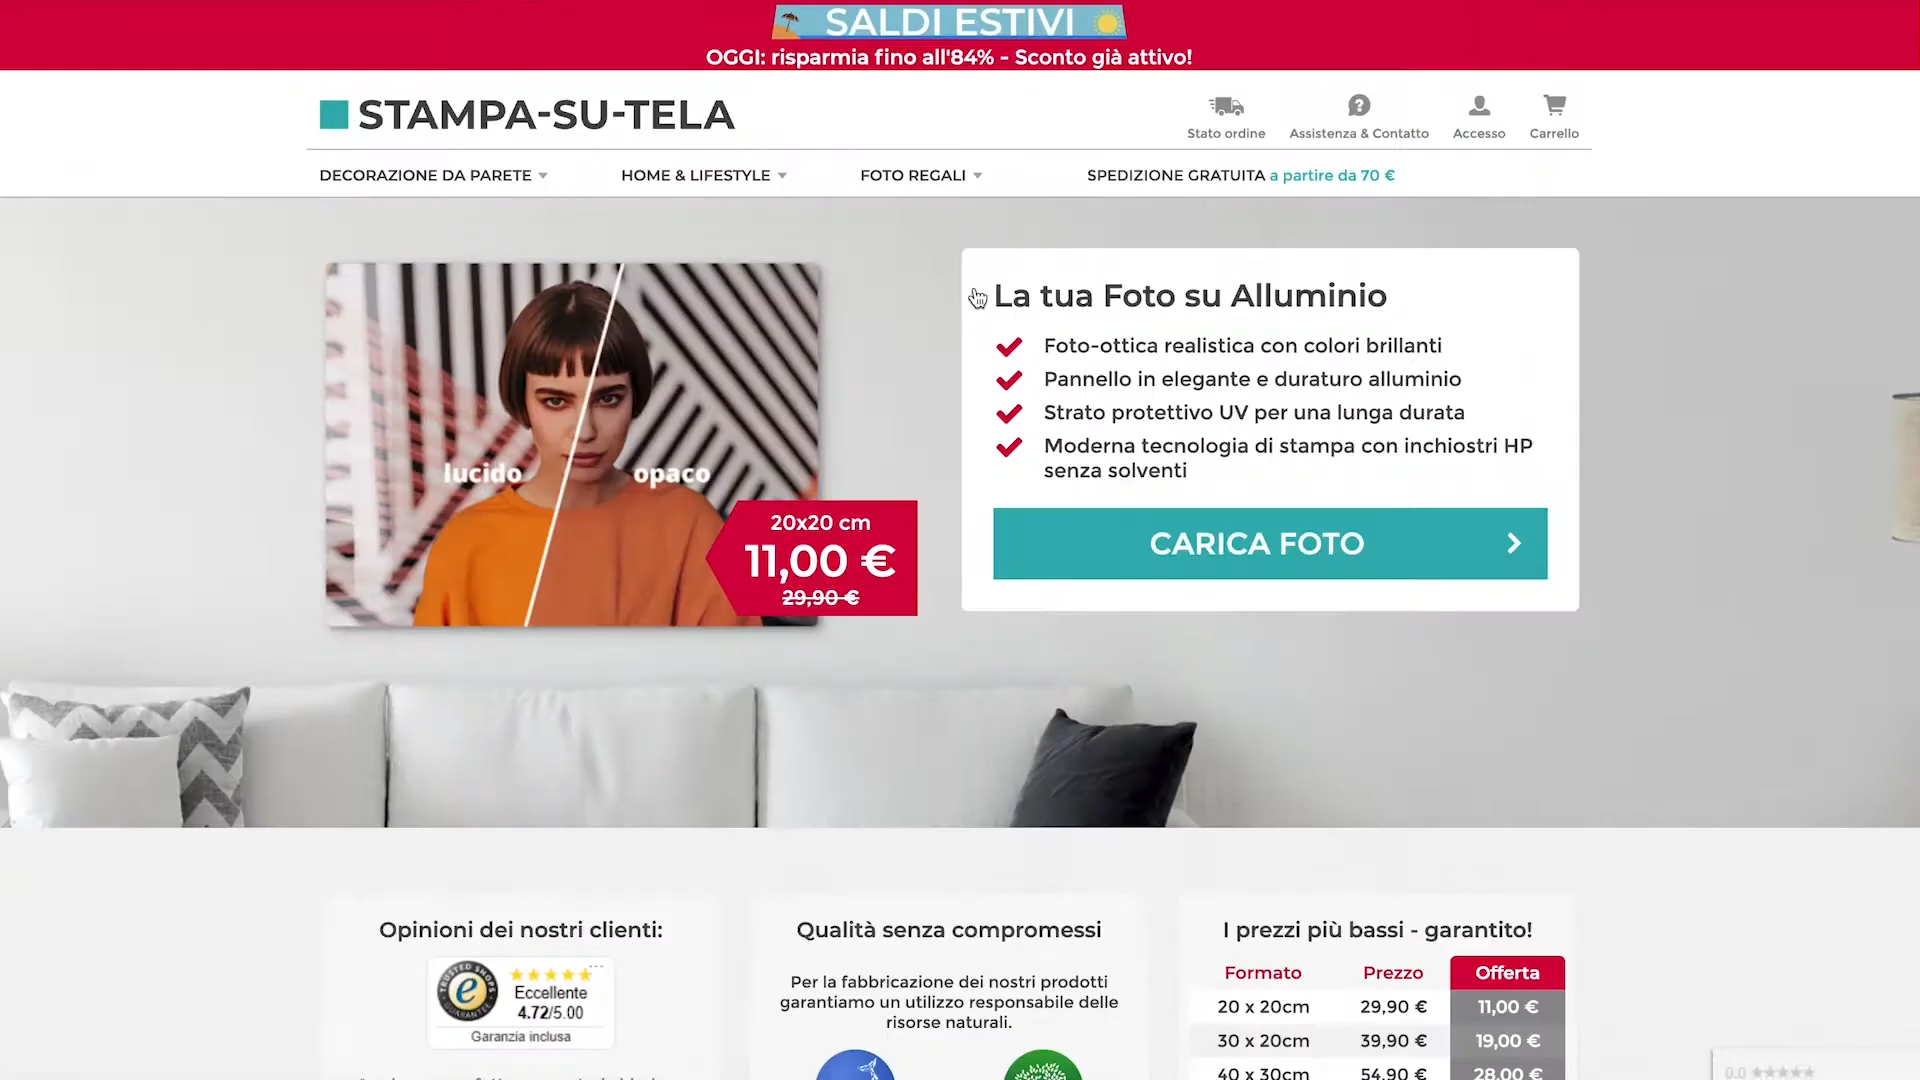 SALDI ESTIVI
OGGI: risparmia fino all'84% - Sconto già attivo!
STAMPA-SU-TELA
Stato ordine
Assistenza & Contatto
Accesso
Carrello
DECORAZIONE DA PARETE
HOME & LIFESTYLE
FOTO REGALI
SPEDIZIONE GRATUITA a partire da 70 €
lucido
opaco
20x20 cm
11,00 €
29,90 €
La tua Foto su Alluminio
Foto-ottica realistica con colori brillanti
Pannello in elegante e duraturo alluminio
Strato protettivo UV per una lunga durata
Moderna tecnologia di stampa con inchiostri HP
senza solventi
CARICA FOTO
Opinioni dei nostri clienti:
TRUSTED SHOPS
GUARANTEE
Eccellente
4.72/5.00
Garanzia inclusa
Qualità senza compromessi
Per la fabbricazione dei nostri prodotti
garantiamo un utilizzo responsabile delle
risorse naturali.
I prezzi più bassi - garantito!
Formato Prezzo Offerta
20 x 20cm 29,90 € 11,00 €
30 x 20cm 39,90 € 19,00 €
40 x 30cm 54,90 € 28,00 €
0.0